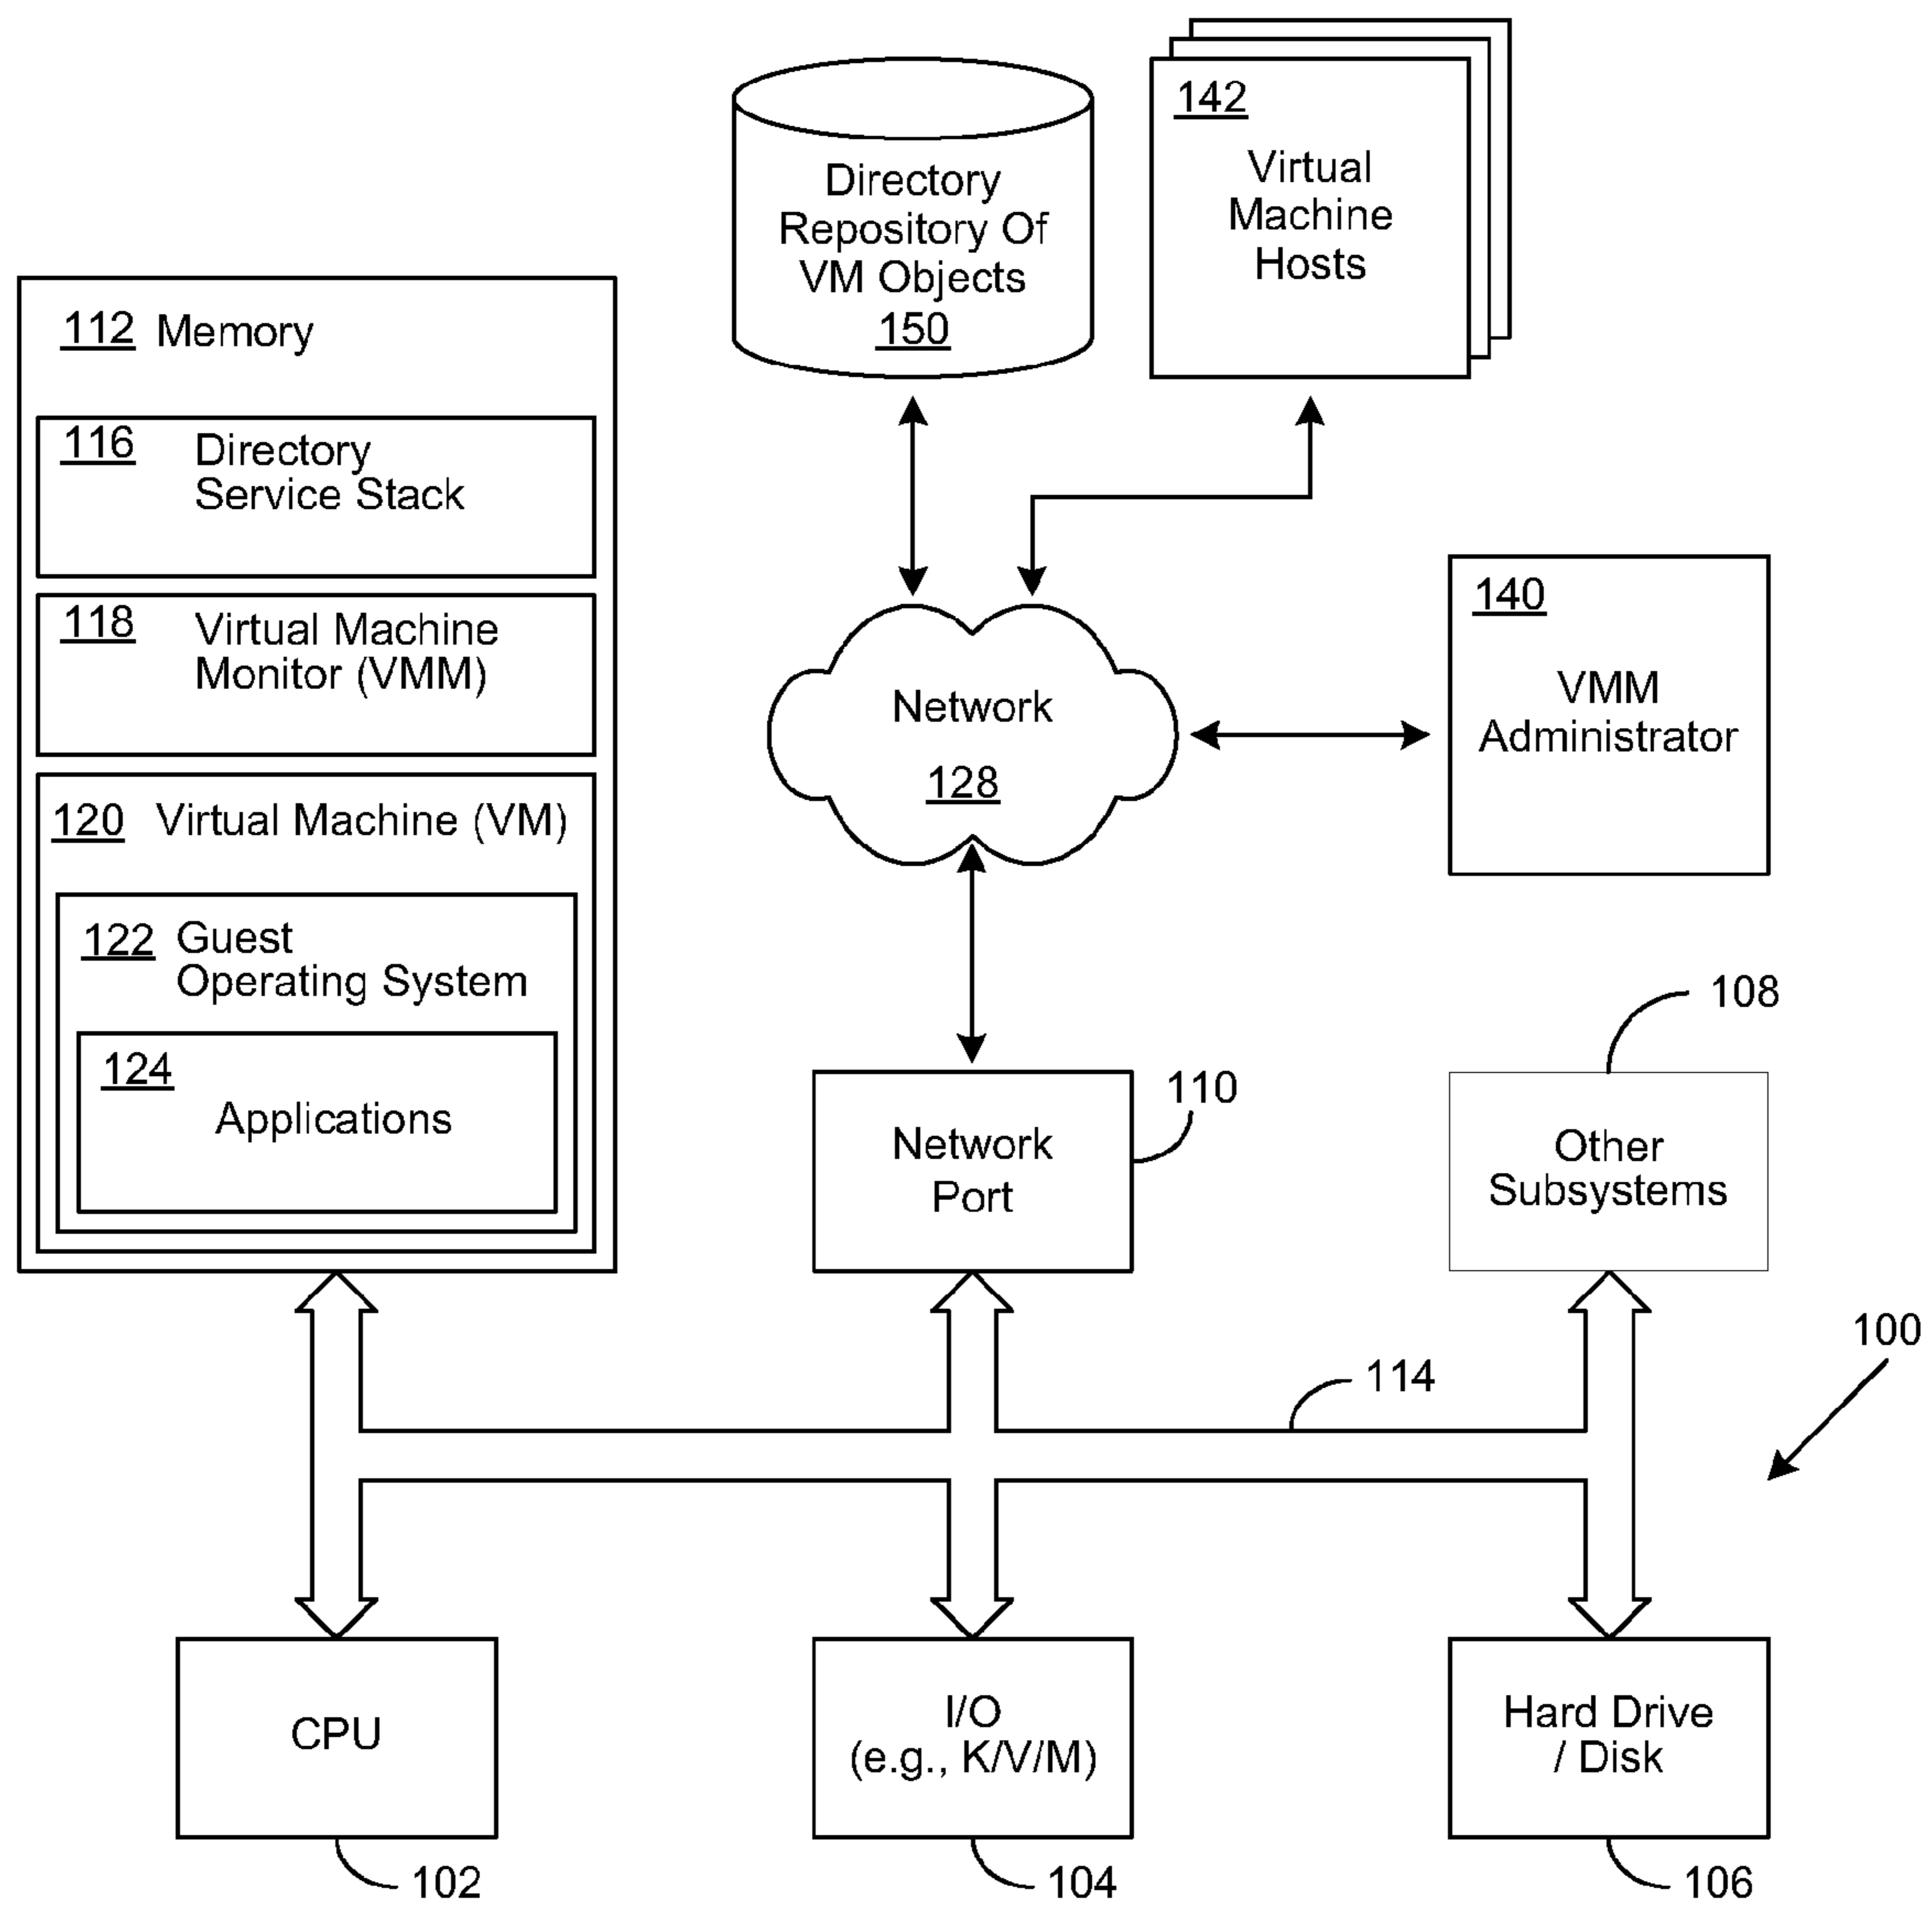 142
Virtual
Machine
Hosts
Directory
Repository Of
VM Objects
150
112 Memory
116 Directory
Service Stack
118 Virtual Machine
Monitor (VMM)
120 Virtual Machine (VM)
122 Guest
Operating System
124
Applications
Network
128
140
VMM
Administrator
108
110
Network
Port
Other
Subsystems
100
114
CPU
I/O
(e.g., K/V/M)
Hard Drive
/ Disk
102
104
106